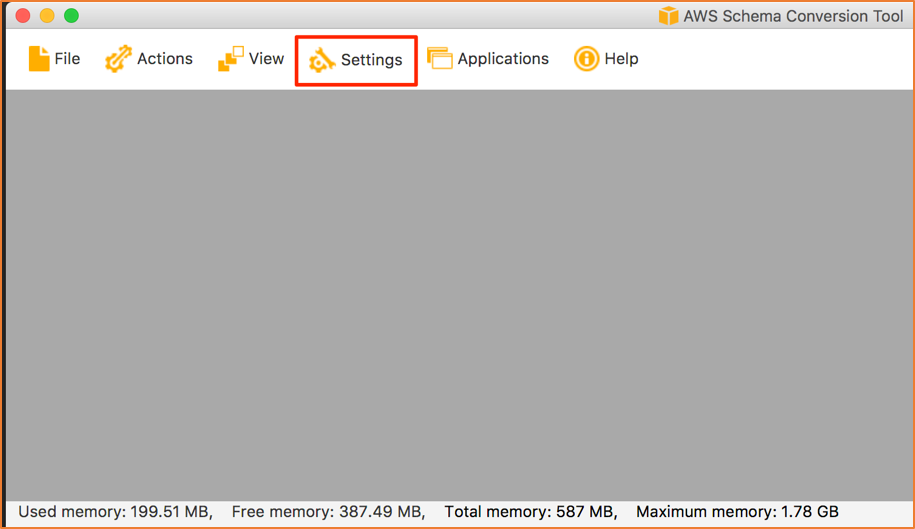 AWS Schema Conversion Tool
File Actions View Settings Applications Help
Used memory: 199.51 MB, Free memory: 387.49 MB, Total memory: 587 MB, Maximum memory: 1.78 GB